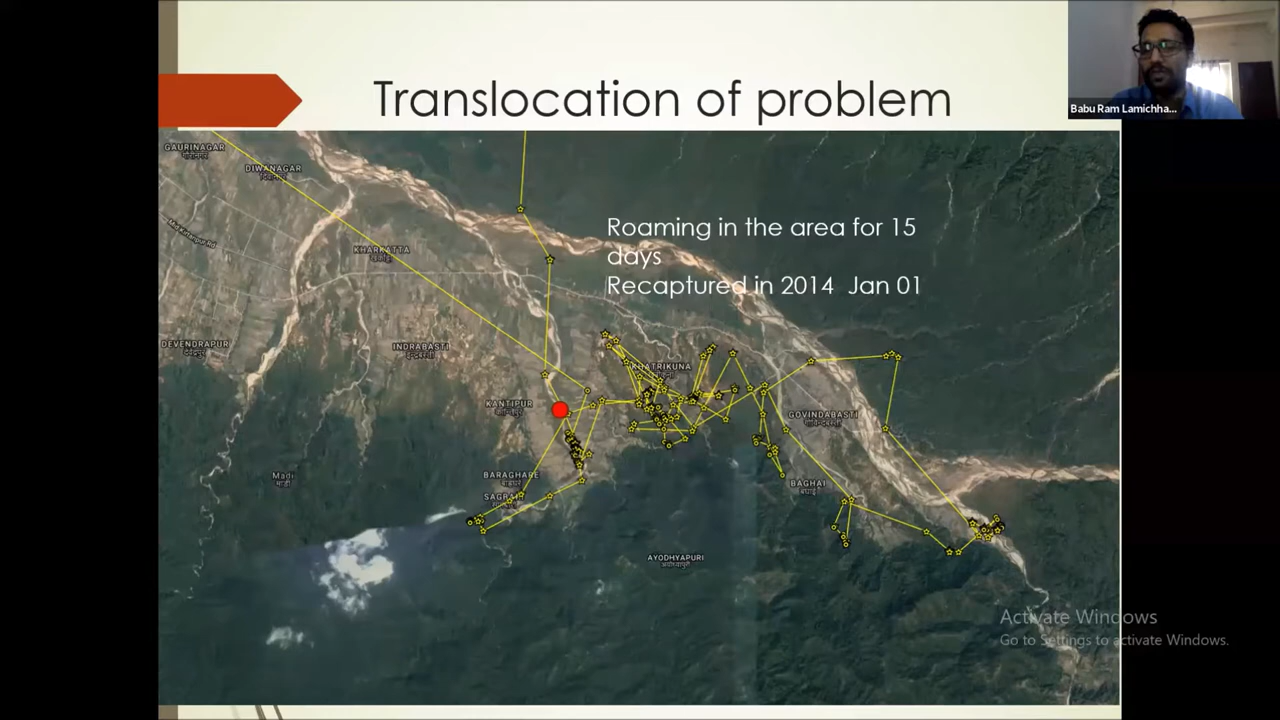 Translocation of problem
Babu Ram Lamichha...
GAURINAGAR
DIWANAGAR
Roaming in the area for 15
days
Recaptured in 2014 Jan 01
KHARKATTA
DEVENDRAPUR
INDRABASTI
KHATRIKUNA
KANTIPUR
GOVINDABASTI
BARAGHARE
BAGHAI
Madi
माडी
AYODHYAPURI
अयोध्यापुरी
Activate Windows
Go to Settings to activate Windows.